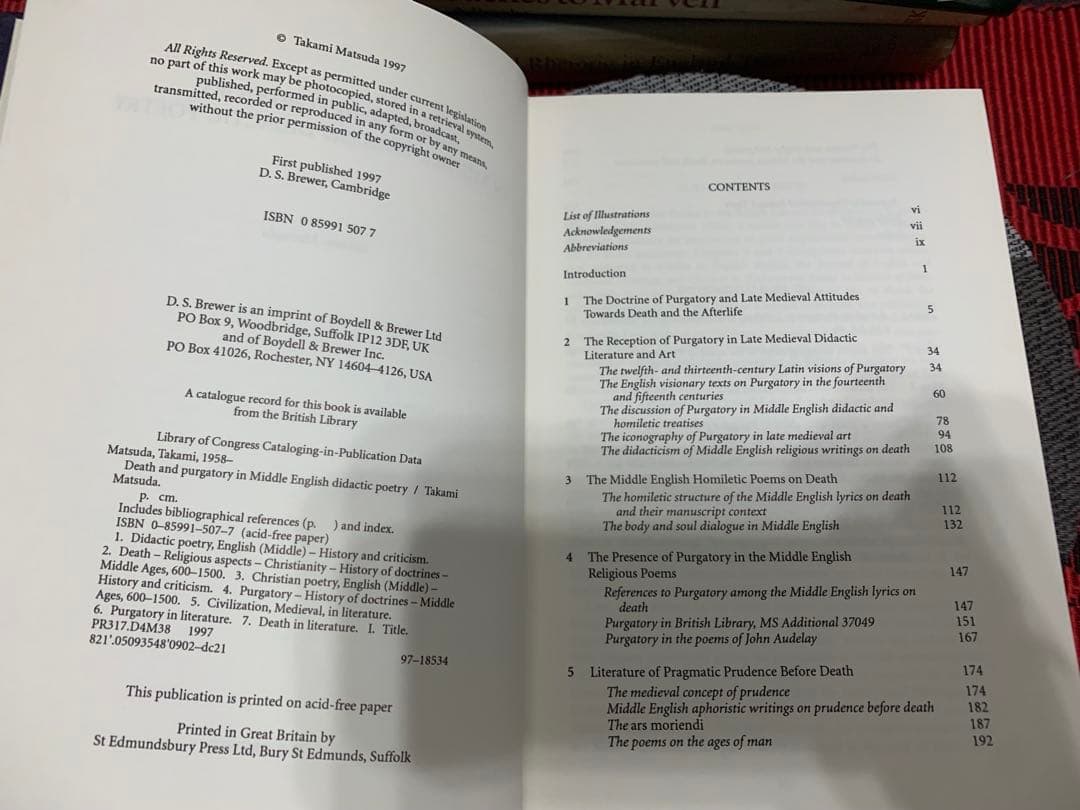 © Takami Matsuda 1997
All Rights Reserved. Except as permitted under current legislation
no part of this work may be photocopied, stored in a retrieval system,
published, performed in public, adapted, broadcast,
transmitted, recorded or reproduced in any form or by any means,
without the prior permission of the copyright owner
First published 1997
D. S. Brewer, Cambridge
ISBN 0 85991 507 7
D. S. Brewer is an imprint of Boydell & Brewer Ltd
PO Box 9, Woodbridge, Suffolk IP12 3DF, UK
and of Boydell & Brewer Inc.
PO Box 41026, Rochester, NY 14604–4126, USA
A catalogue record for this book is available
from the British Library
Library of Congress Cataloging-in-Publication Data
Matsuda, Takami, 1958–
Death and purgatory in Middle English didactic poetry / Takami
Matsuda.
p. cm.
Includes bibliographical references (p. ) and index.
ISBN 0–85991–507–7 (acid-free paper)
1. Didactic poetry, English (Middle) – History and criticism.
2. Death – Religious aspects – Christianity – History of doctrines –
Middle Ages, 600–1500. 3. Christian poetry, English (Middle) –
History and criticism. 4. Purgatory – History of doctrines – Middle
Ages, 600–1500. 5. Civilization, Medieval, in literature.
6. Purgatory in literature. 7. Death in literature. I. Title.
PR317.D4M38 1997
821'.05093548'0902–dc21
97–18534
This publication is printed on acid-free paper
Printed in Great Britain by
St Edmundsbury Press Ltd, Bury St Edmunds, Suffolk
to Marvell
CONTENTS
List of Illustrations vi
Acknowledgements vii
Abbreviations ix
Introduction 1
1 The Doctrine of Purgatory and Late Medieval Attitudes
Towards Death and the Afterlife 5
2 The Reception of Purgatory in Late Medieval Didactic
Literature and Art 34
The twelfth- and thirteenth-century Latin visions of Purgatory 34
The English visionary texts on Purgatory in the fourteenth
and fifteenth centuries 60
The discussion of Purgatory in Middle English didactic and
homiletic treatises 78
The iconography of Purgatory in late medieval art 94
The didacticism of Middle English religious writings on death 108
3 The Middle English Homiletic Poems on Death 112
The homiletic structure of the Middle English lyrics on death
and their manuscript context 112
The body and soul dialogue in Middle English 132
4 The Presence of Purgatory in the Middle English
Religious Poems 147
References to Purgatory among the Middle English lyrics on
death 147
Purgatory in British Library, MS Additional 37049 151
Purgatory in the poems of John Audelay 167
5 Literature of Pragmatic Prudence Before Death 174
The medieval concept of prudence 174
Middle English aphoristic writings on prudence before death 182
The ars moriendi 187
The poems on the ages of man 192